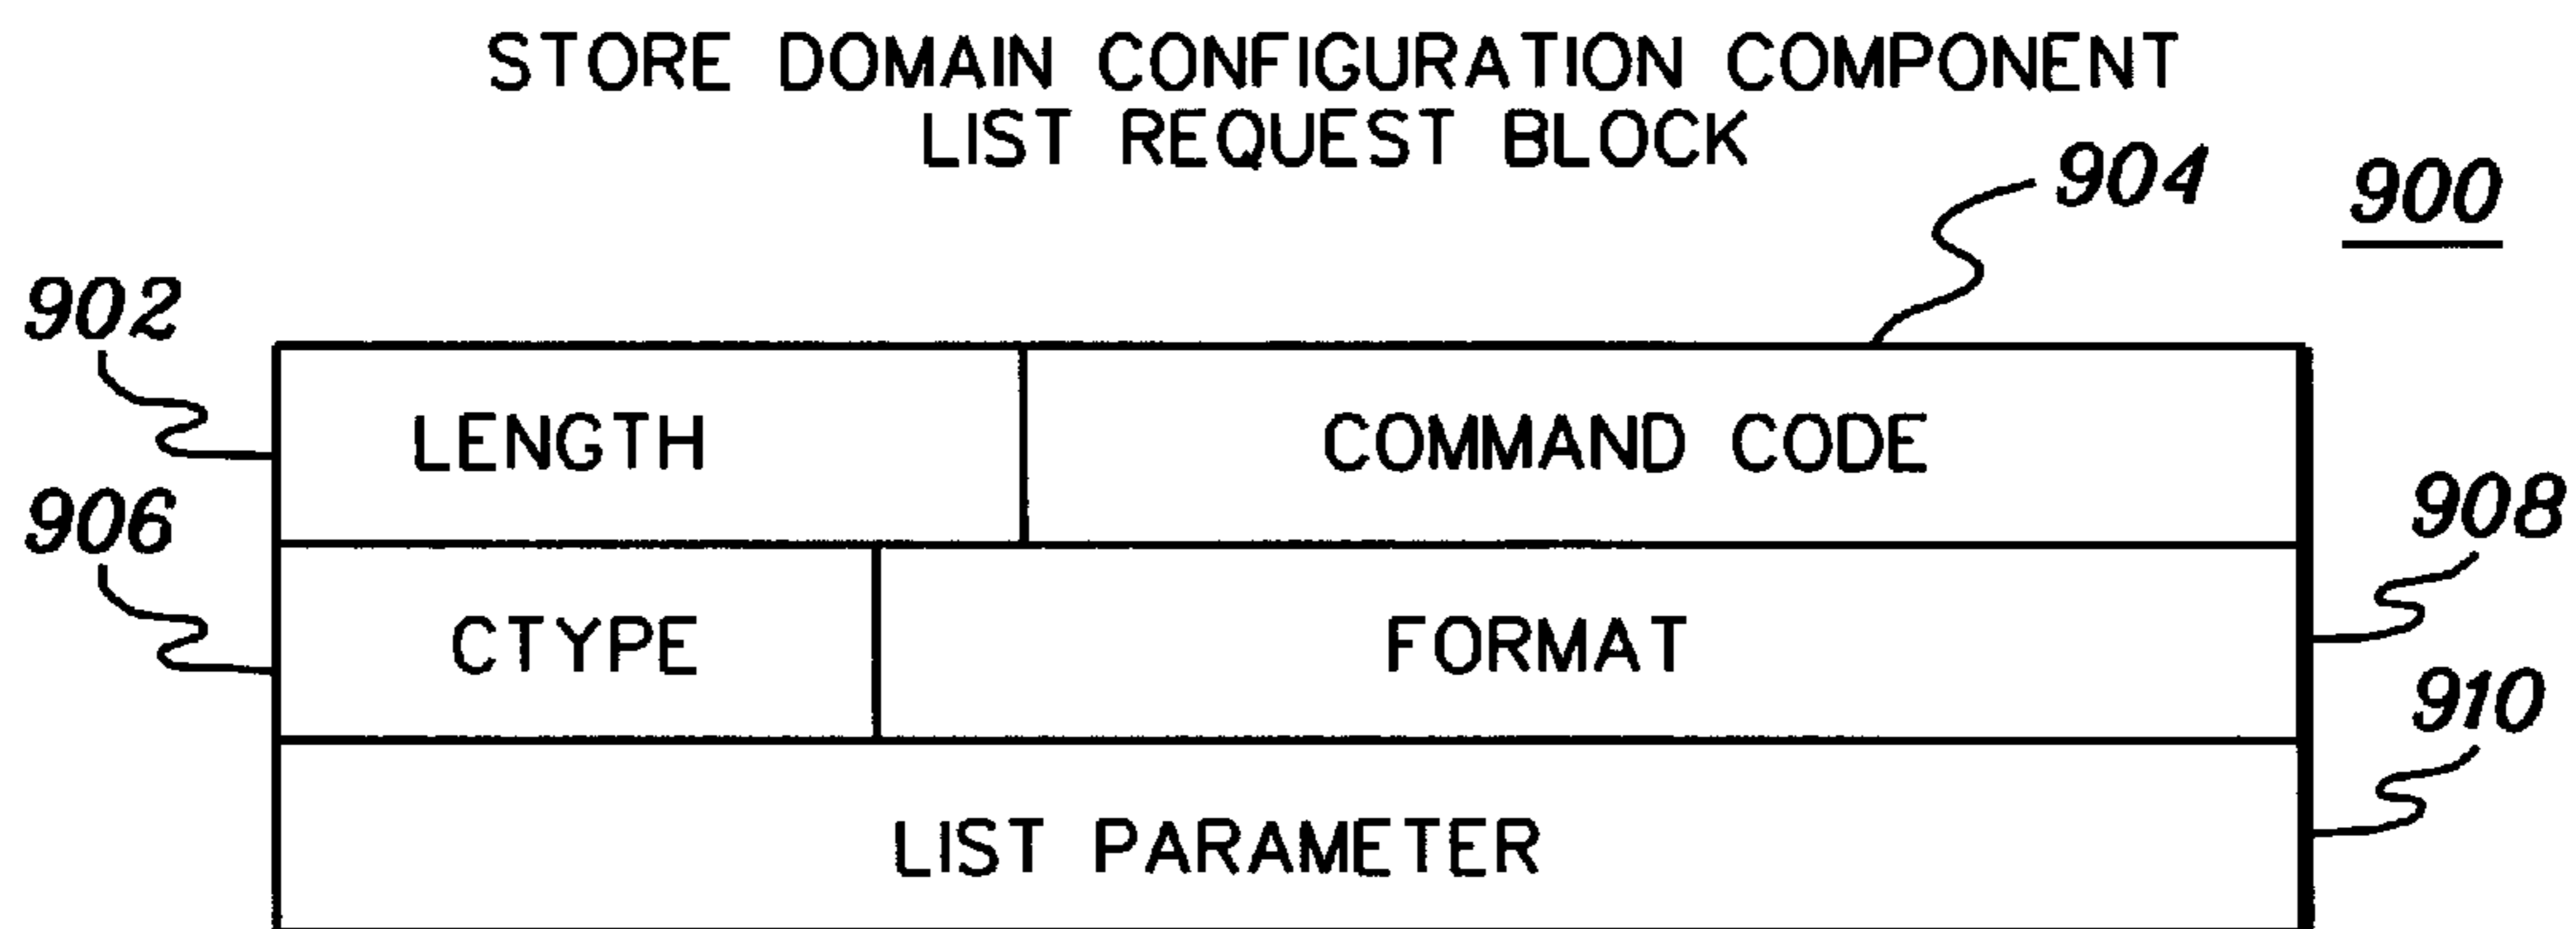 STORE DOMAIN CONFIGURATION COMPONENT
LIST REQUEST BLOCK
904
900
902
LENGTH
COMMAND CODE
906
908
CTYPE
FORMAT
910
LIST PARAMETER